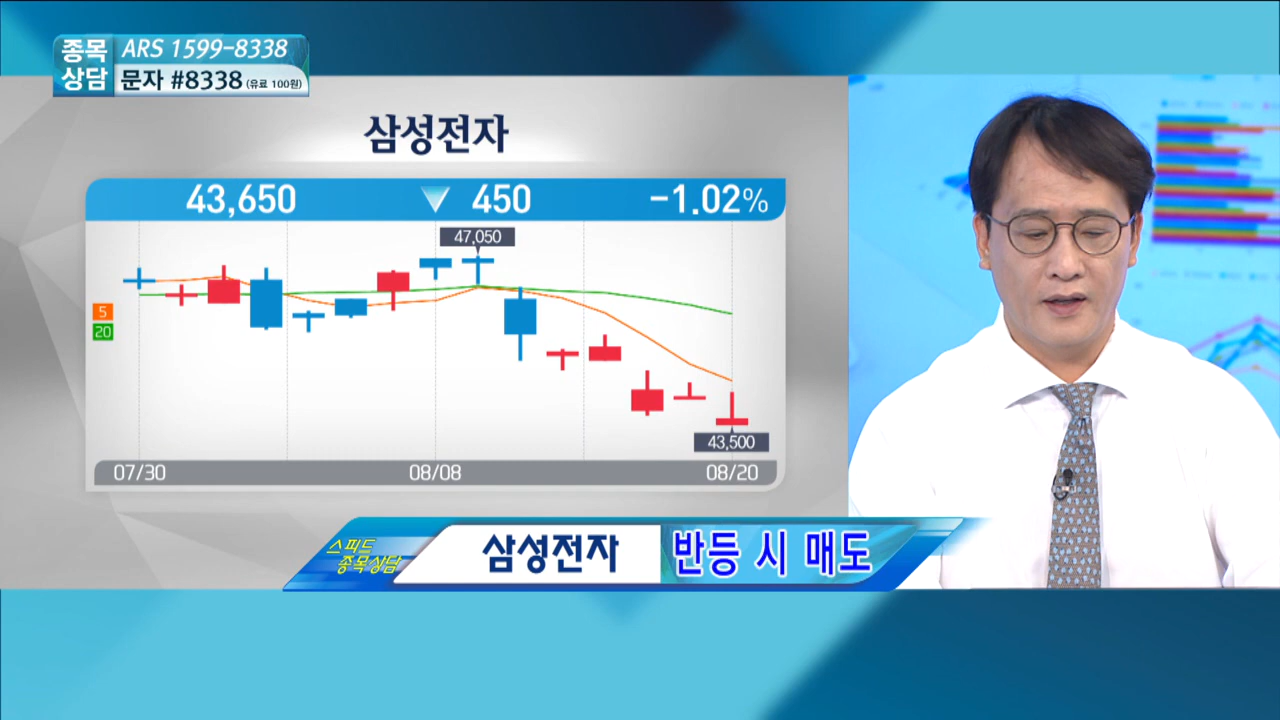 종목
상담
ARS 1599-8338
문자 #8338 (유료 100원)
삼성전자
43,650 ▼ 450 -1.02%
47,050
5
20
43,500
07/30 08/08 08/20
스피드
종목상담
삼성전자 반등 시 매도